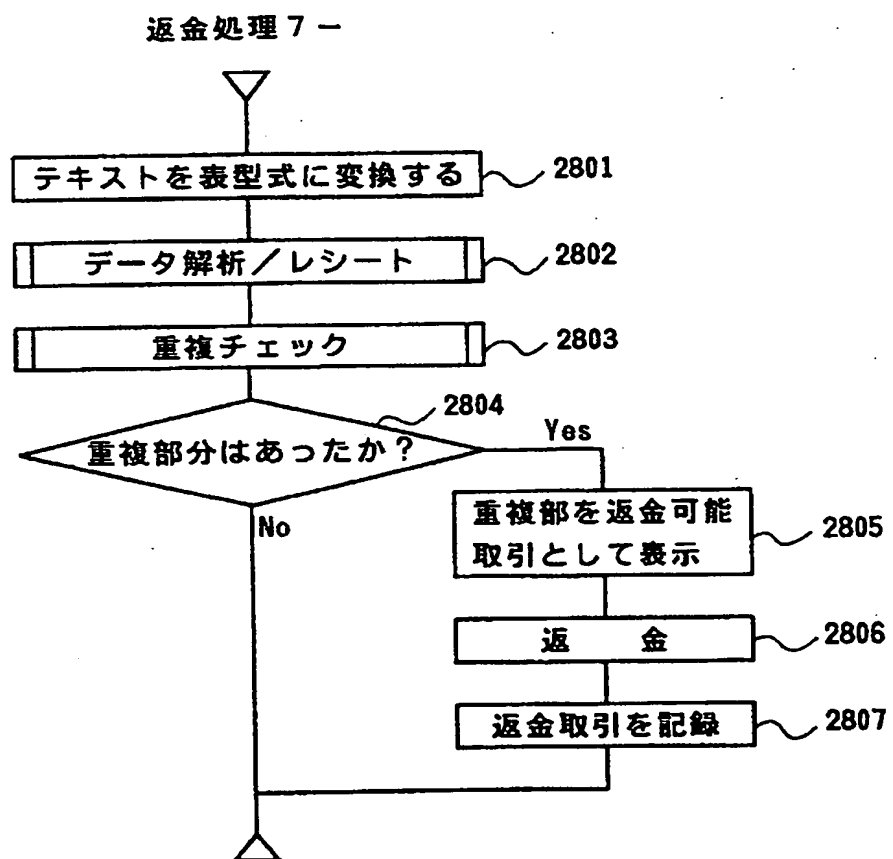 返金処理7－
テキストを表型式に変換する
2801
データ解析／レシート
2802
重複チェック
2803
2804
重複部分はあったか？
Yes
No
重複部を返金可能
取引として表示
2805
返　　金
2806
返金取引を記録
2807